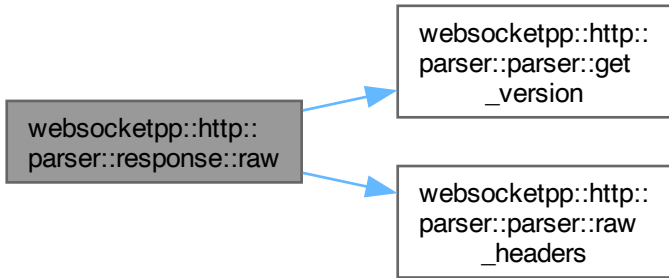 websocketpp::http::
parser::response::raw
websocketpp::http::
parser::parser::get
_version
websocketpp::http::
parser::parser::raw
_headers